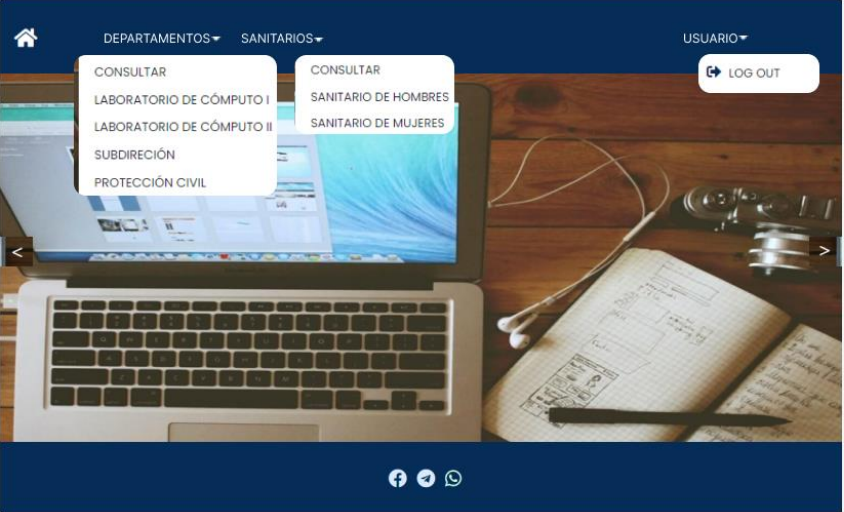 DEPARTAMENTOS SANITARIOS USUARIO
CONSULTAR
LABORATORIO DE CÓMPUTO I
LABORATORIO DE CÓMPUTO II
SUBDIRECIÓN
PROTECCIÓN CIVIL
CONSULTAR
SANITARIO DE HOMBRES
SANITARIO DE MUJERES
LOG OUT
< >